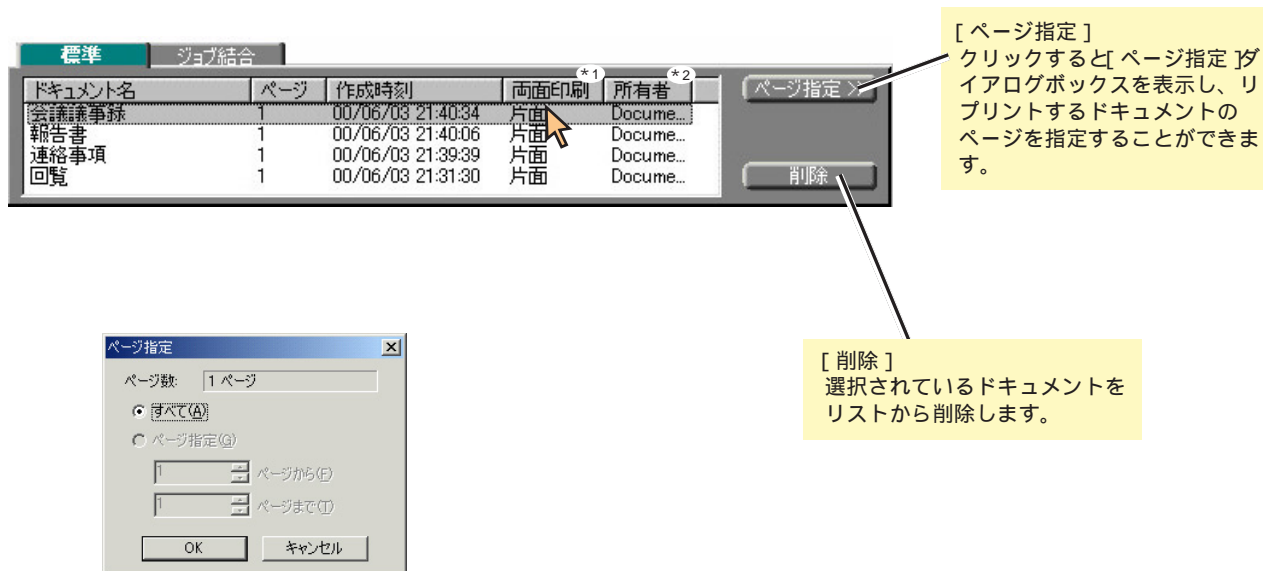 標準 ジョブ結合
ドキュメント名 ページ 作成時刻 両面印刷 *1 所有者 *2
会議議事録 1 00/06/03 21:40:34 片面 Docume...
報告書 1 00/06/03 21:40:06 片面 Docume...
連絡事項 1 00/06/03 21:39:39 片面 Docume...
回覧 1 00/06/03 21:31:30 片面 Docume...
ページ指定 >>
削除
[ ページ指定 ]
クリックすると[ ページ指定 ]ダ
イアログボックスを表示し、リ
プリントするドキュメントの
ページを指定することができま
す。
[ 削除 ]
選択されているドキュメントを
リストから削除します。
ページ指定
ページ数: 1 ページ
すべて(A)
ページ指定(G)
1 ページから(F)
1 ページまで(T)
OK キャンセル